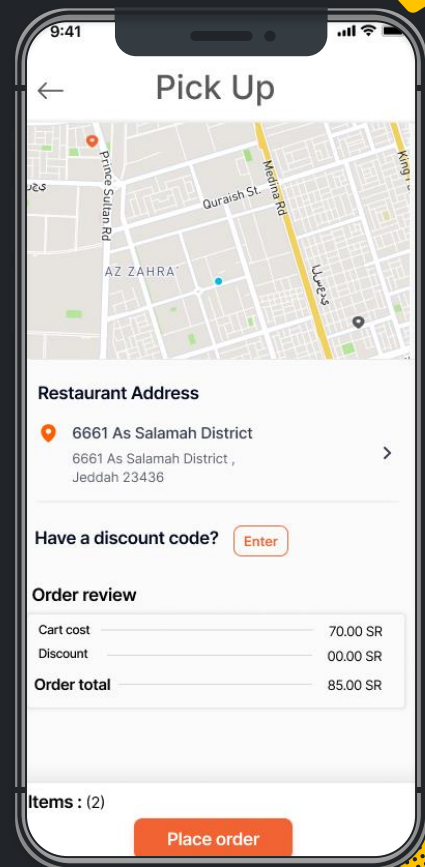 9:41
Pick Up
Prince Sultan Rd
Quraish St.
Medina Rd
AZ ZAHRA'
Restaurant Address
6661 As Salamah District
6661 As Salamah District ,
Jeddah 23436
Have a discount code? Enter
Order review
Cart cost 70.00 SR
Discount 00.00 SR
Order total 85.00 SR
Items : (2)
Place order